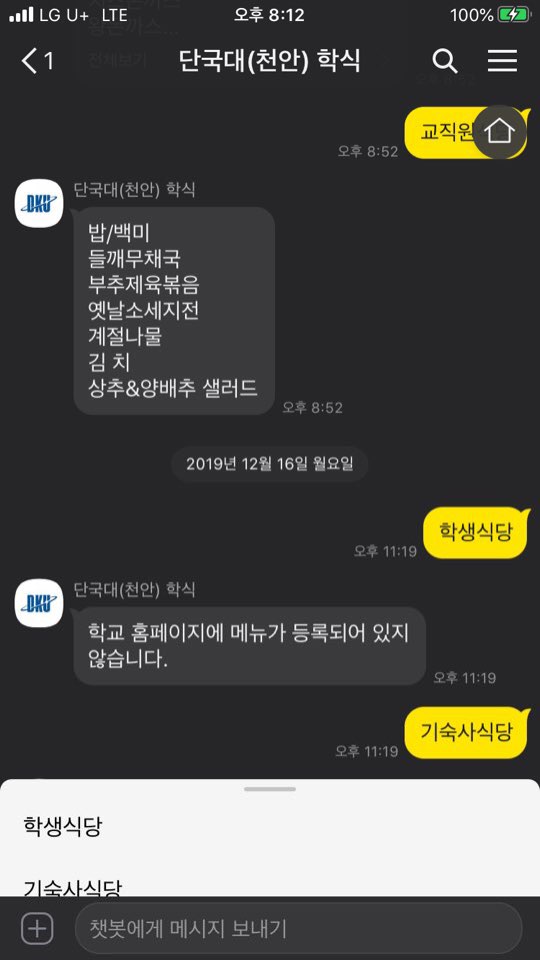 LG U+ LTE 오후 8:12 100%
1 단국대(천안) 학식
전체보기
교직원
오후 8:52
DKU 단국대(천안) 학식
밥/백미
들깨무채국
부추제육볶음
옛날소세지전
계절나물
김 치
상추&양배추 샐러드
오후 8:52
2019년 12월 16일 월요일
학생식당
오후 11:19
DKU 단국대(천안) 학식
학교 홈페이지에 메뉴가 등록되어 있지
않습니다.
오후 11:19
기숙사식당
오후 11:19
학생식당
기숙사식당
챗봇에게 메시지 보내기